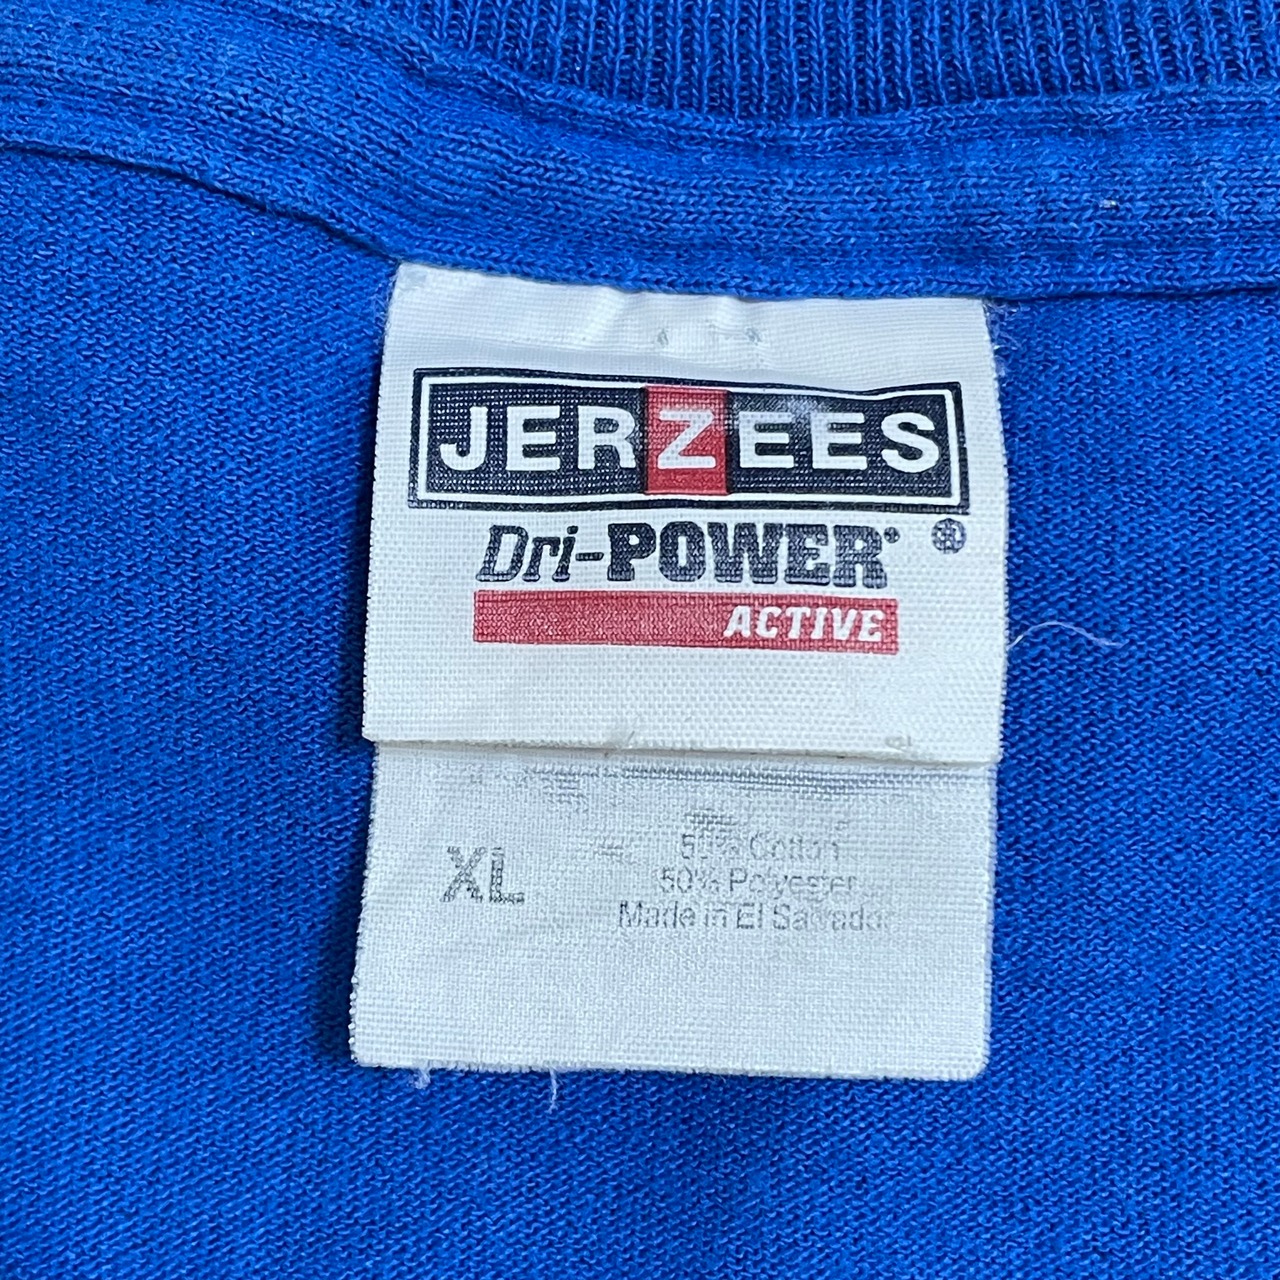 JERZEES
Dri-POWER ®
ACTIVE
XL
50% Cotton
50% Polyester
Made in El Salvador